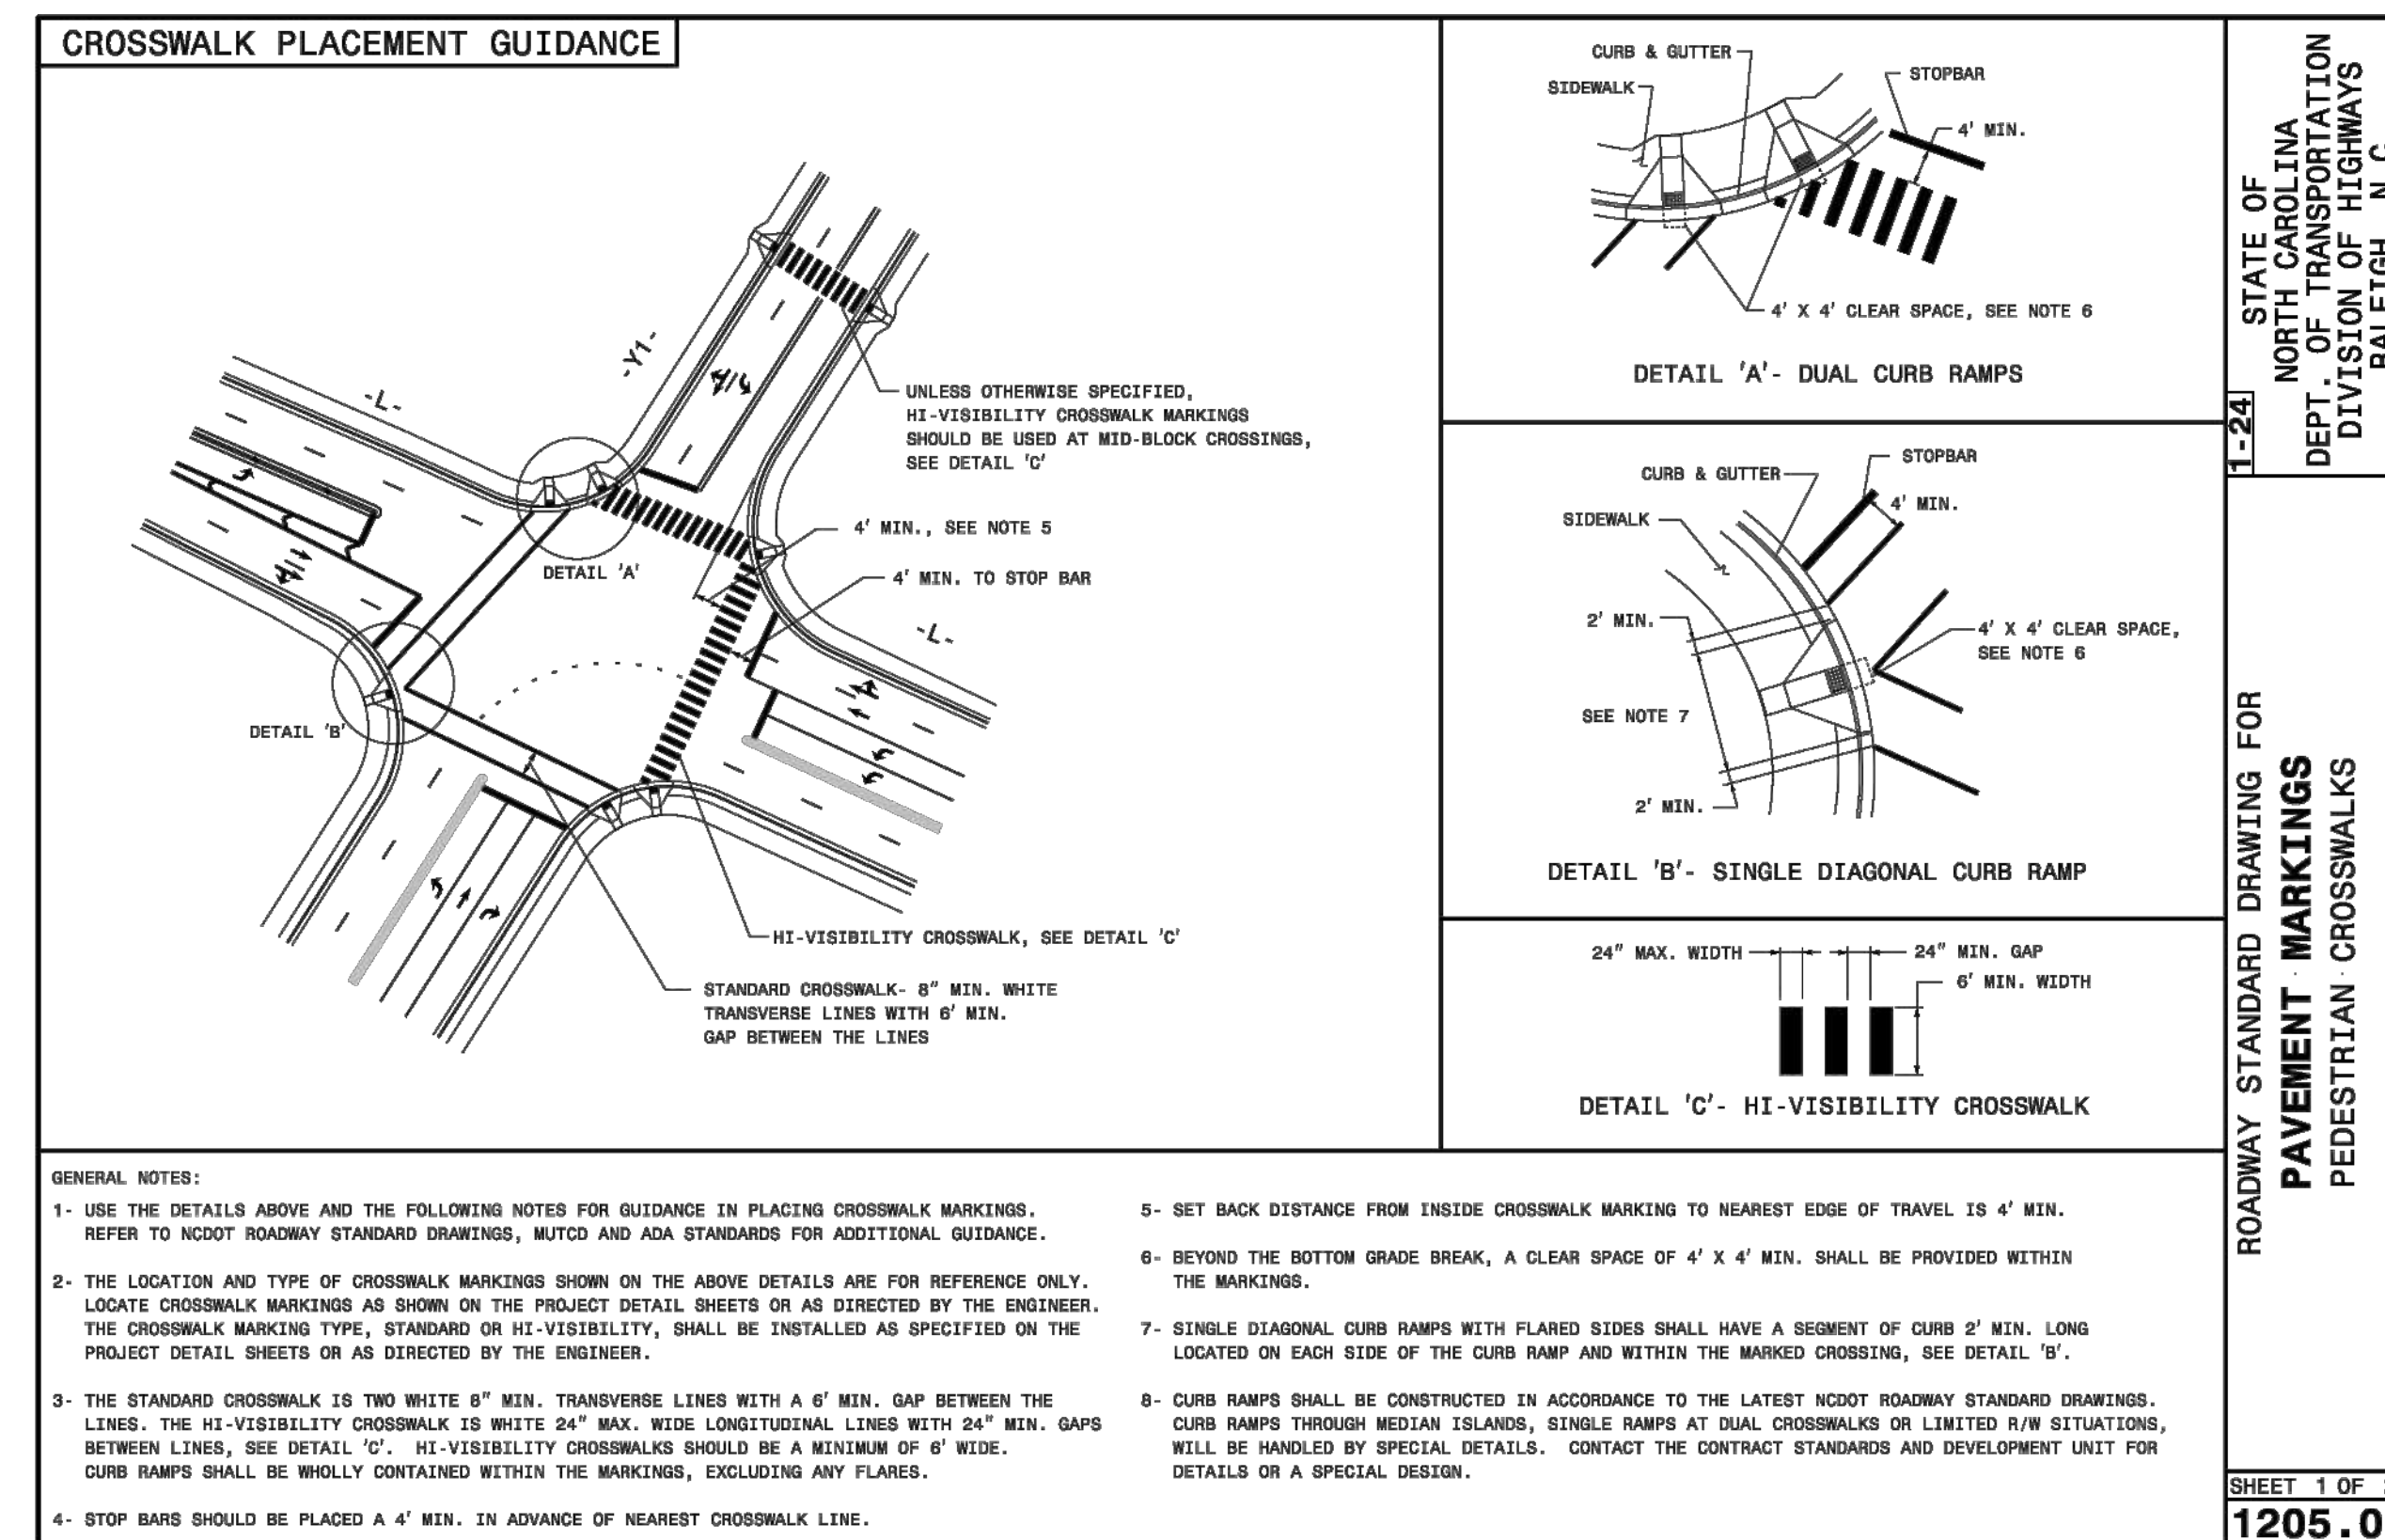 CROSSWALK PLACEMENT GUIDANCE
-L-
-Y1-
UNLESS OTHERWISE SPECIFIED,
HI-VISIBILITY CROSSWALK MARKINGS
SHOULD BE USED AT MID-BLOCK CROSSINGS,
SEE DETAIL 'C'
4' MIN., SEE NOTE 5
4' MIN. TO STOP BAR
DETAIL 'A'
-L-
DETAIL 'B'
HI-VISIBILITY CROSSWALK, SEE DETAIL 'C'
STANDARD CROSSWALK- 8" MIN. WHITE
TRANSVERSE LINES WITH 6' MIN.
GAP BETWEEN THE LINES
CURB & GUTTER
SIDEWALK
STOPBAR
4' MIN.
4' X 4' CLEAR SPACE, SEE NOTE 6
DETAIL 'A'- DUAL CURB RAMPS
STOPBAR
CURB & GUTTER
4' MIN.
SIDEWALK
2' MIN.
4' X 4' CLEAR SPACE,
SEE NOTE 6
SEE NOTE 7
2' MIN.
DETAIL 'B'- SINGLE DIAGONAL CURB RAMP
24" MAX. WIDTH
24" MIN. GAP
6' MIN. WIDTH
DETAIL 'C'- HI-VISIBILITY CROSSWALK
GENERAL NOTES:
1- USE THE DETAILS ABOVE AND THE FOLLOWING NOTES FOR GUIDANCE IN PLACING CROSSWALK MARKINGS.
REFER TO NCDOT ROADWAY STANDARD DRAWINGS, MUTCD AND ADA STANDARDS FOR ADDITIONAL GUIDANCE.
2- THE LOCATION AND TYPE OF CROSSWALK MARKINGS SHOWN ON THE ABOVE DETAILS ARE FOR REFERENCE ONLY.
LOCATE CROSSWALK MARKINGS AS SHOWN ON THE PROJECT DETAIL SHEETS OR AS DIRECTED BY THE ENGINEER.
THE CROSSWALK MARKING TYPE, STANDARD OR HI-VISIBILITY, SHALL BE INSTALLED AS SPECIFIED ON THE
PROJECT DETAIL SHEETS OR AS DIRECTED BY THE ENGINEER.
3- THE STANDARD CROSSWALK IS TWO WHITE 8" MIN. TRANSVERSE LINES WITH A 6' MIN. GAP BETWEEN THE
LINES. THE HI-VISIBILITY CROSSWALK IS WHITE 24" MAX. WIDE LONGITUDINAL LINES WITH 24" MIN. GAPS
BETWEEN LINES, SEE DETAIL 'C'. HI-VISIBILITY CROSSWALKS SHOULD BE A MINIMUM OF 6' WIDE.
CURB RAMPS SHALL BE WHOLLY CONTAINED WITHIN THE MARKINGS, EXCLUDING ANY FLARES.
4- STOP BARS SHOULD BE PLACED A 4' MIN. IN ADVANCE OF NEAREST CROSSWALK LINE.
5- SET BACK DISTANCE FROM INSIDE CROSSWALK MARKING TO NEAREST EDGE OF TRAVEL IS 4' MIN.
6- BEYOND THE BOTTOM GRADE BREAK, A CLEAR SPACE OF 4' X 4' MIN. SHALL BE PROVIDED WITHIN
THE MARKINGS.
7- SINGLE DIAGONAL CURB RAMPS WITH FLARED SIDES SHALL HAVE A SEGMENT OF CURB 2' MIN. LONG
LOCATED ON EACH SIDE OF THE CURB RAMP AND WITHIN THE MARKED CROSSING, SEE DETAIL 'B'.
8- CURB RAMPS SHALL BE CONSTRUCTED IN ACCORDANCE TO THE LATEST NCDOT ROADWAY STANDARD DRAWINGS.
CURB RAMPS THROUGH MEDIAN ISLANDS, SINGLE RAMPS AT DUAL CROSSWALKS OR LIMITED R/W SITUATIONS,
WILL BE HANDLED BY SPECIAL DETAILS. CONTACT THE CONTRACT STANDARDS AND DEVELOPMENT UNIT FOR
DETAILS OR A SPECIAL DESIGN.
1-24
STATE OF
NORTH CAROLINA
DEPT. OF TRANSPORTATION
DIVISION OF HIGHWAYS
ROADWAY STANDARD DRAWING FOR
PAVEMENT MARKINGS
PEDESTRIAN CROSSWALKS
SHEET 1 OF
1205.0